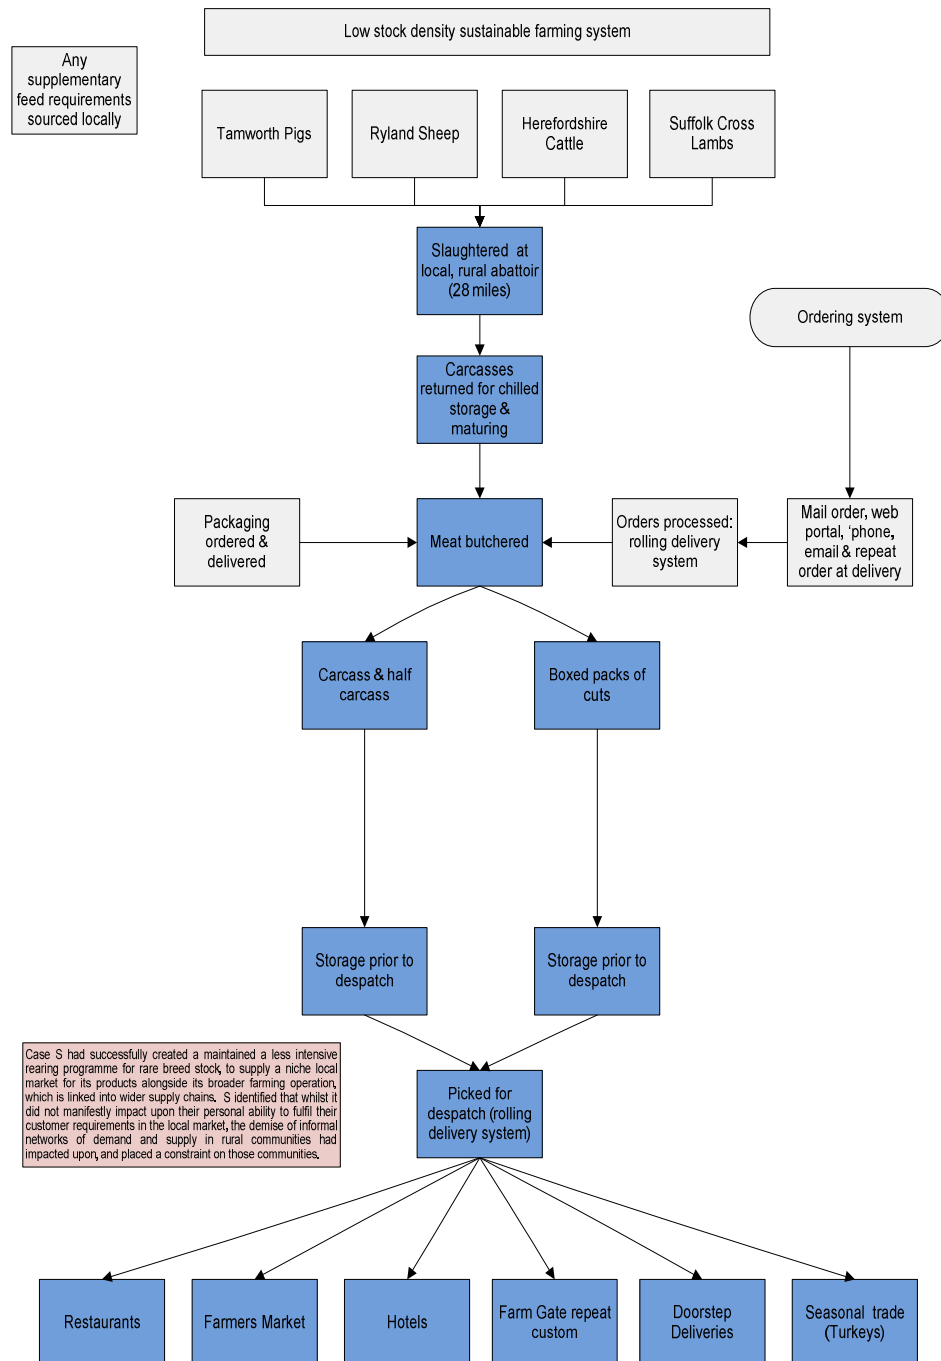 Low stock density sustainable farming system
Any
supplementary
feed requirements
sourced locally
Tamworth Pigs
Ryland Sheep
Herefordshire
Cattle
Suffolk Cross
Lambs
Slaughtered at
local, rural abattoir
(28 miles)
Ordering system
Carcasses
returned for chilled
storage &
maturing
Packaging
ordered &
delivered
Meat butchered
Orders processed:
rolling delivery
system
Mail order, web
portal, ‘phone,
email & repeat
order at delivery
Carcass & half
carcass
Boxed packs of
cuts
Storage prior to
despatch
Storage prior to
despatch
Case S had successfully created a maintained a less intensive
rearing programme for rare breed stock, to supply a niche local
market for its products alongside its broader farming operation,
which is linked into wider supply chains. S identified that whilst it
did not manifestly impact upon their personal ability to fulfil their
customer requirements in the local market, the demise of informal
networks of demand and supply in rural communities had
impacted upon, and placed a constraint on those communities.
Picked for
despatch (rolling
delivery system)
Restaurants
Farmers Market
Hotels
Farm Gate repeat
custom
Doorstep
Deliveries
Seasonal trade
(Turkeys)